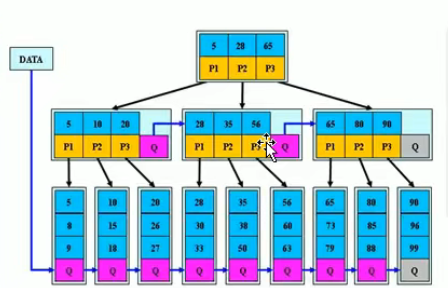 5 28 65
P1 P2 P3
DATA
5 10 20 28 35 56 65 80 90
P1 P2 P3 Q P1 P2 P3 Q P1 P2 P3 Q
5 10 20 28 35 56 65 80 90
8 15 26 30 38 60 73 85 96
9 18 27 33 50 63 79 88 99
Q Q Q Q Q Q Q Q Q